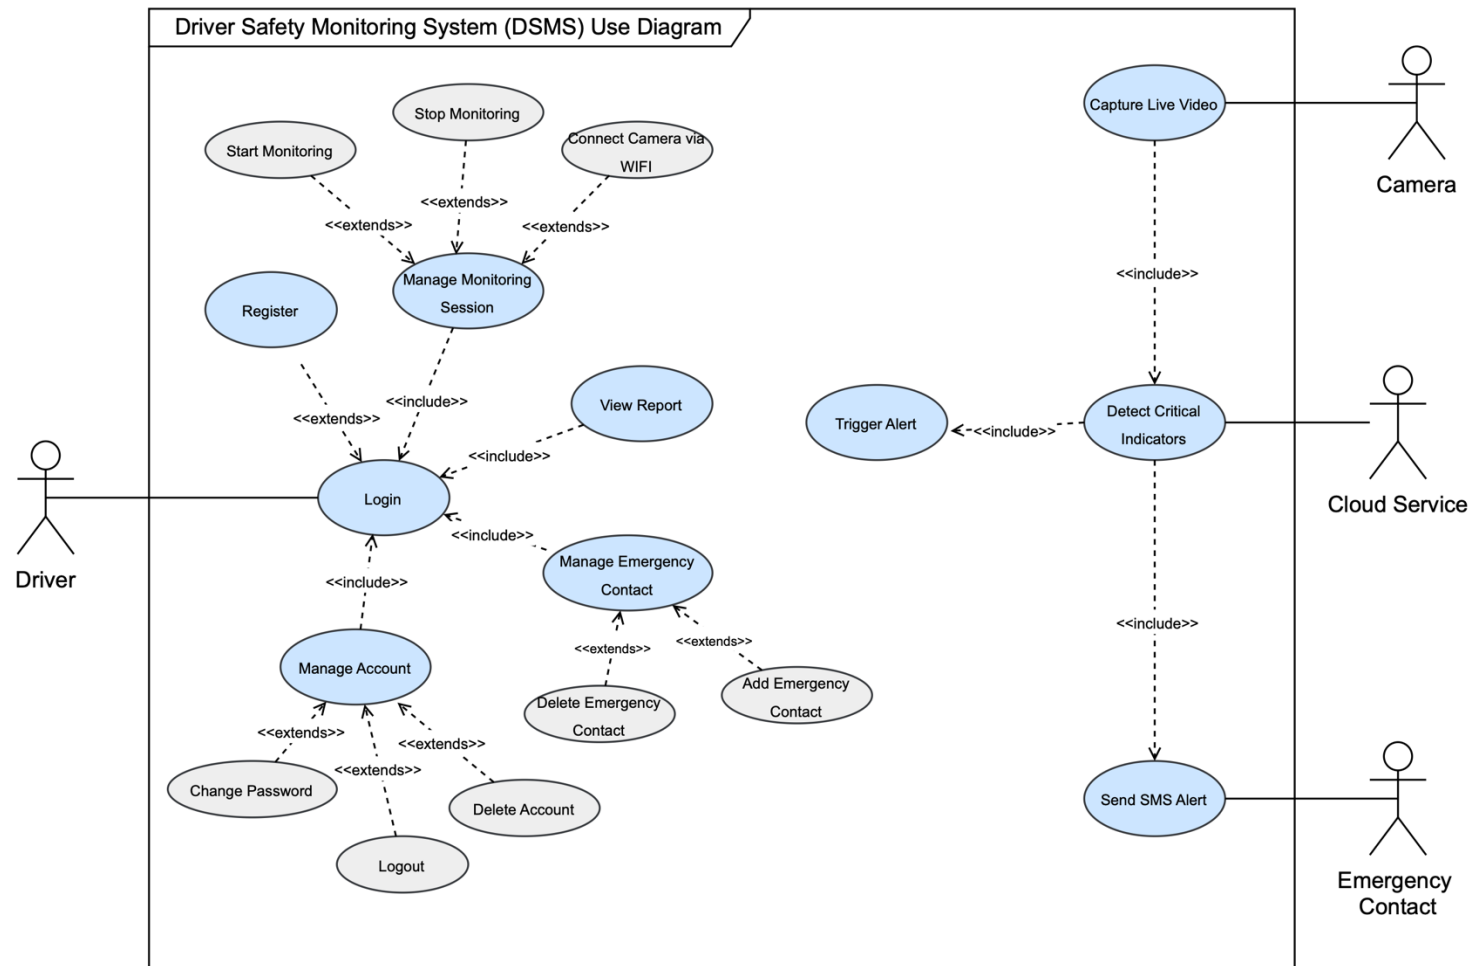 Driver Safety Monitoring System (DSMS) Use Diagram
Stop Monitoring
Start Monitoring
Connect Camera via
WIFI
<<extends>>
<<extends>>
<<extends>>
Manage Monitoring
Session
Register
<<extends>>
<<include>>
View Report
<<include>>
Login
Driver
<<include>>
Manage Emergency
Contact
<<include>>
<<extends>>
<<extends>>
Delete Emergency
Contact
Add Emergency
Contact
Manage Account
<<extends>>
<<extends>>
<<extends>>
Change Password
Delete Account
Logout
Capture Live Video
Camera
<<include>>
Trigger Alert
<<include>>
Detect Critical
Indicators
Cloud Service
<<include>>
Send SMS Alert
Emergency
Contact